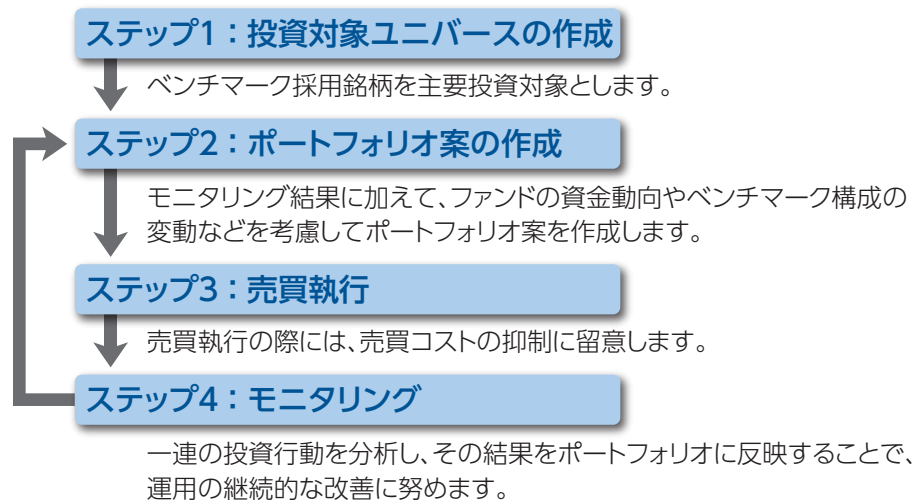 ステップ1：投資対象ユニバースの作成
ベンチマーク採用銘柄を主要投資対象とします。
ステップ2：ポートフォリオ案の作成
モニタリング結果に加えて、ファンドの資金動向やベンチマーク構成の
変動などを考慮してポートフォリオ案を作成します。
ステップ3：売買執行
売買執行の際には、売買コストの抑制に留意します。
ステップ4：モニタリング
一連の投資行動を分析し、その結果をポートフォリオに反映することで、
運用の継続的な改善に努めます。